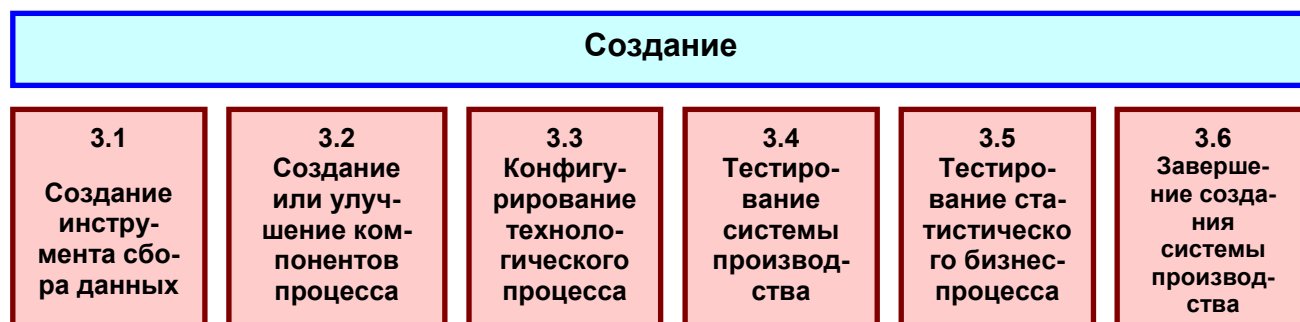 Создание
3.1
Создание
инстру-
мента сбо-
ра данных
3.2
Создание
или улуч-
шение ком-
понентов
процесса
3.3
Конфигу-
рирование
техноло-
гического
процесса
3.4
Тестиро-
вание
системы
производ-
ства
3.5
Тестиро-
вание ста-
тистическо
го бизнес-
процесса
3.6
Заверше-
ние созда-
ния
системы
производ-
ства